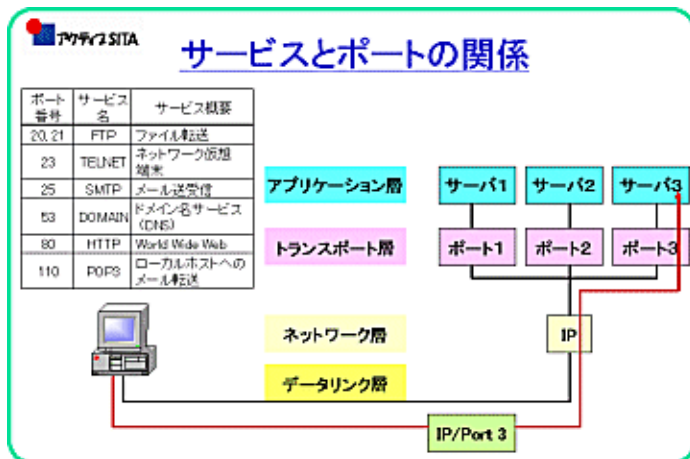 アクティブSITA
サービスとポートの関係
ポート番号 サービス名 サービス概要
20, 21 FTP ファイル転送
23 TELNET ネットワーク仮想端末
25 SMTP メール送受信
53 DOMAIN ドメイン名サービス(DNS)
80 HTTP World Wide Web
110 POP3 ローカルホストへのメール転送
アプリケーション層 サーバ1 サーバ2 サーバ3
トランスポート層 ポート1 ポート2 ポート3
ネットワーク層 IP
データリンク層
IP/Port 3